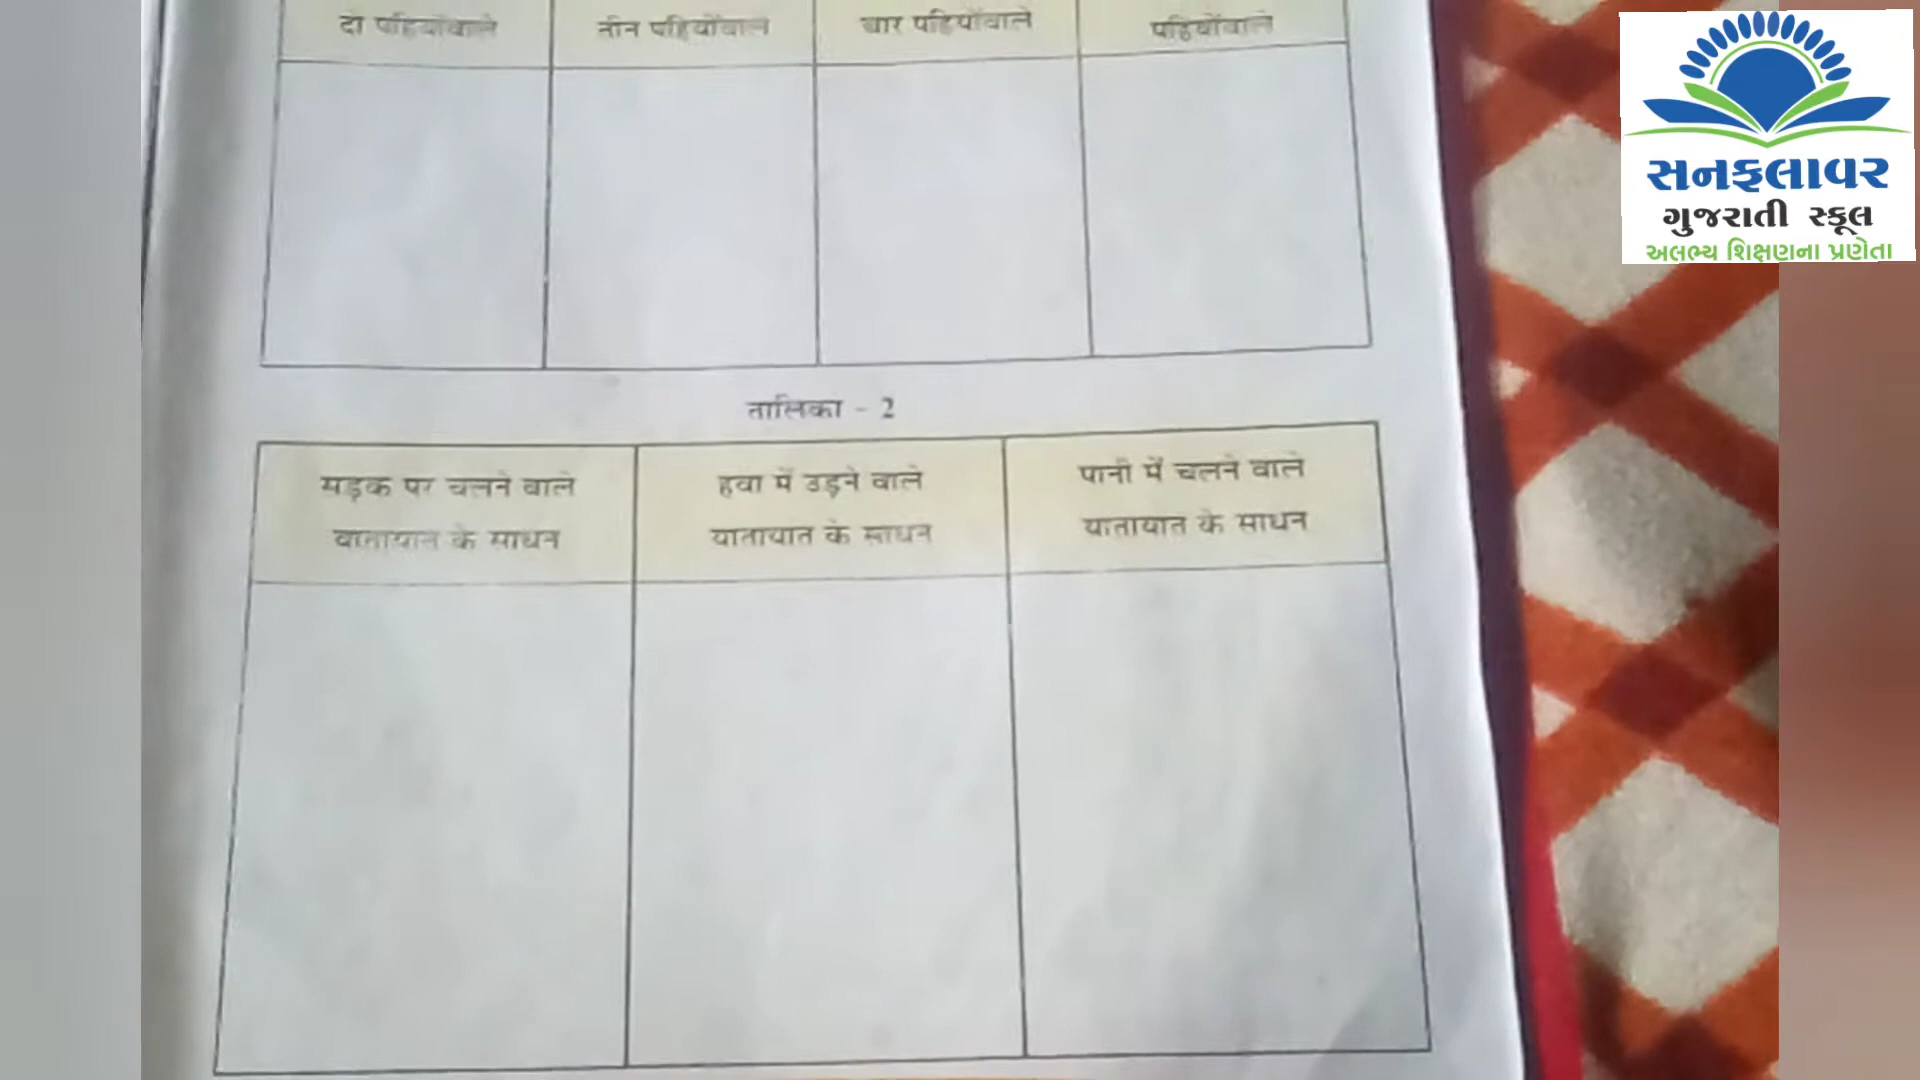 दो पहियोंवाले
तीन पहियोंवाले
चार पहियोंवाले
पहियोंवाले
तालिका - 2
सड़क पर चलने वाले
यातायात के साधन
हवा में उड़ने वाले
यातायात के साधन
पानी में चलने वाले
यातायात के साधन
સનફલાવર
ગુજરાતી સ્કૂલ
અલભ્ય શિક્ષણના પ્રણેતા